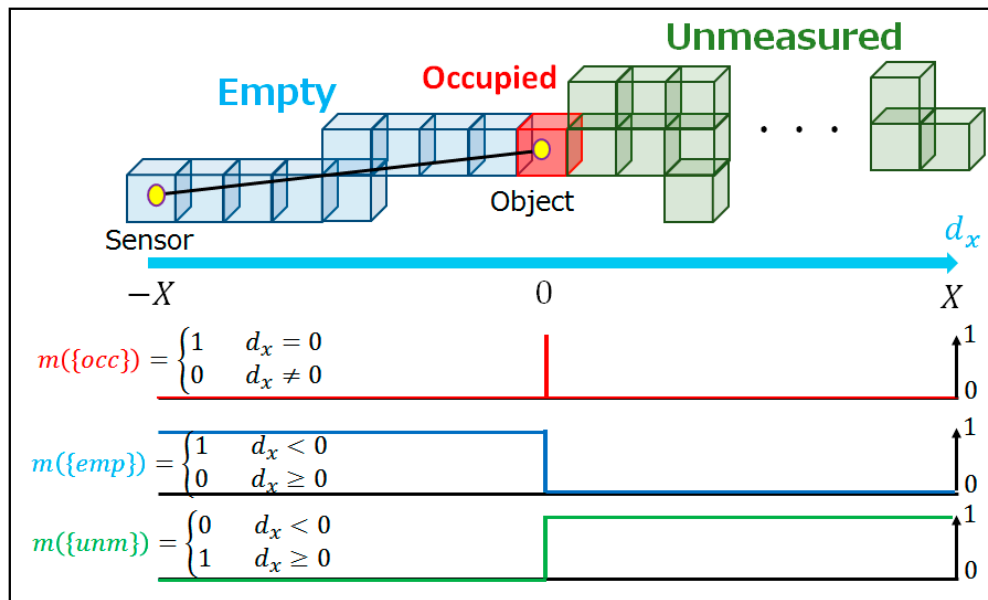 Unmeasured
Occupied
Empty
. . .
Object
Sensor
d_x
−X 0 X
m({occ}) = {1 d_x = 0
0 d_x ≠ 0
1
0
m({emp}) = {1 d_x < 0
0 d_x ≥ 0
1
0
m({unm}) = {0 d_x < 0
1 d_x ≥ 0
1
0